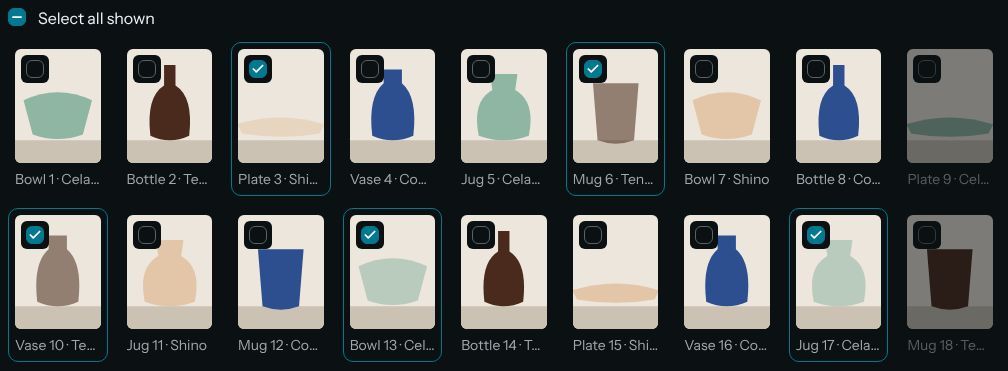 Select all shown
Bowl 1 · Cela...
Bottle 2 · Te...
Plate 3 · Shi...
Vase 4 · Co...
Jug 5 · Cela...
Mug 6 · Ten...
Bowl 7 · Shino
Bottle 8 · Co...
Plate 9 · Cel...
Vase 10 · Te...
Jug 11 · Shino
Mug 12 · Co...
Bowl 13 · Cel...
Bottle 14 · T...
Plate 15 · Shi...
Vase 16 · Co...
Jug 17 · Cela...
Mug 18 · Te...